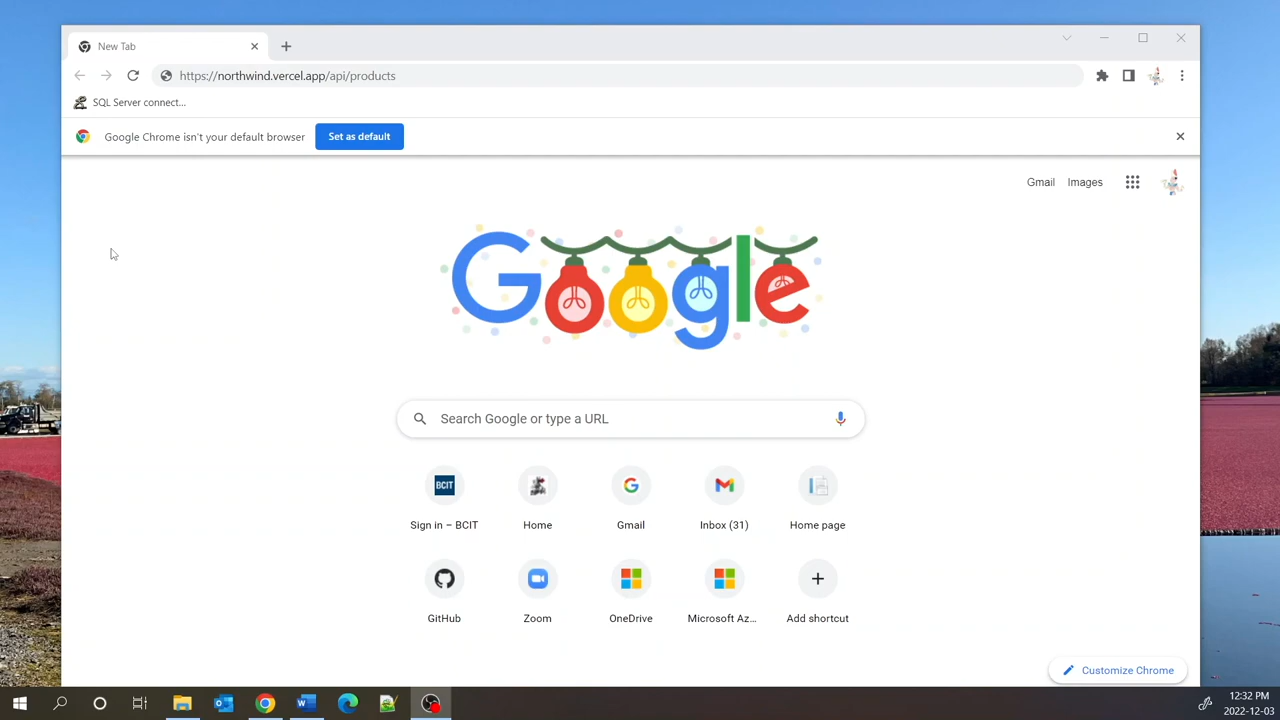 New Tab
https://northwind.vercel.app/api/products
SQL Server connect...
Google Chrome isn't your default browser
Set as default
Gmail
Images
Google
Search Google or type a URL
BCIT
Sign in – BCIT
Home
Gmail
Inbox (31)
Home page
GitHub
Zoom
OneDrive
Microsoft Az...
Add shortcut
Customize Chrome
12:32 PM
2022-12-03